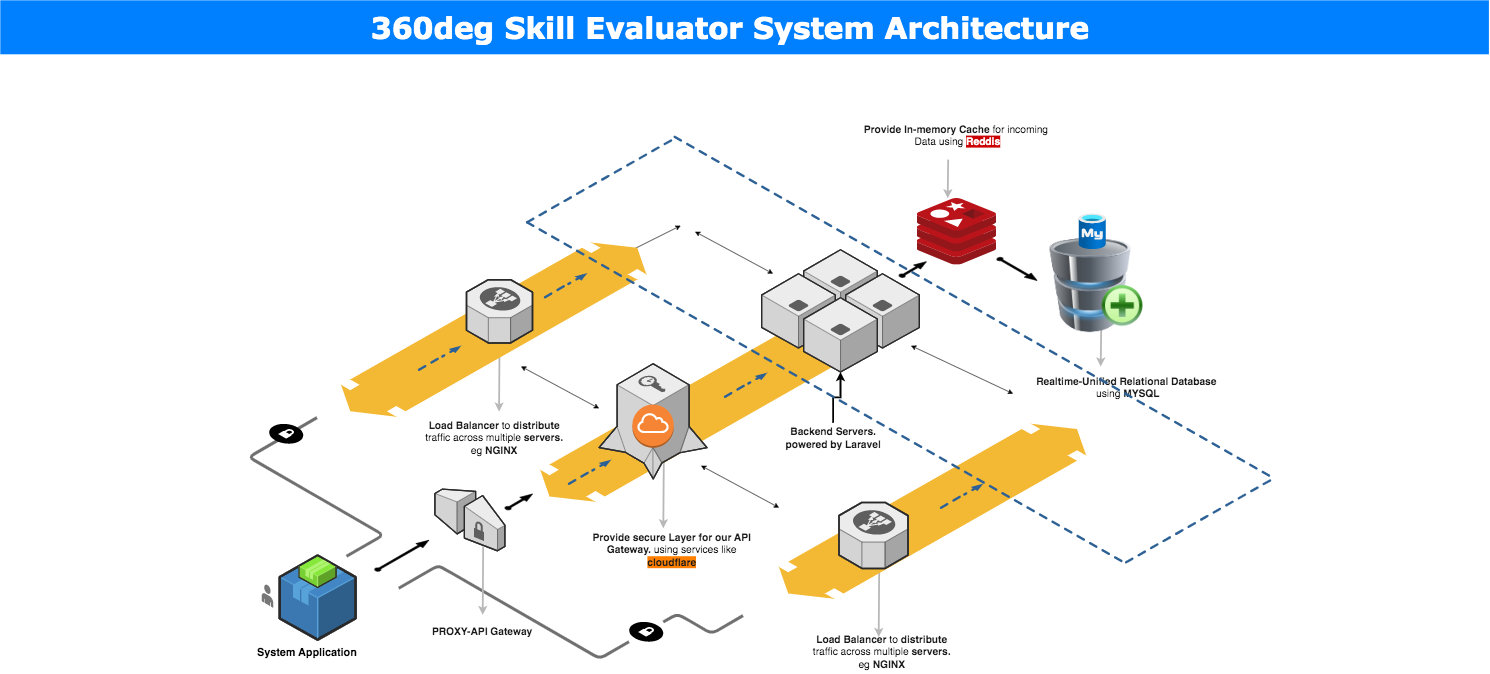 360deg Skill Evaluator System Architecture
Provide In-memory Cache for incoming
Data using Reddis
My
Realtime-Unified Relational Database
using MYSQL
Load Balancer to distribute
traffic across multiple servers.
eg NGINX
Backend Servers.
powered by Laravel
Provide secure Layer for our API
Gateway. using services like
cloudflare
PROXY-API Gateway
System Application
Load Balancer to distribute
traffic across multiple servers.
eg NGINX